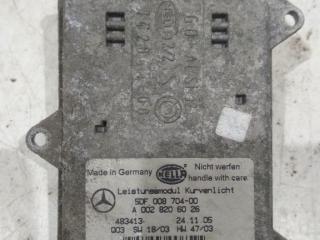 Made in Germany
HELLA
Nicht werfen
handle with care
Leistungsmodul Kurvenlicht
5DF 008 704-00
A 002 820 60 26
483413-
24.11.05
Q03 SW 18/03 HW 47/03